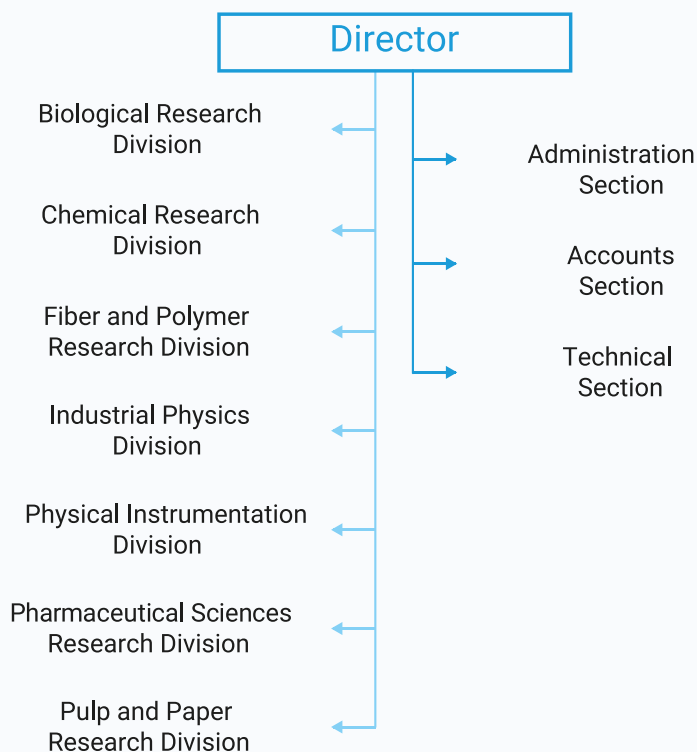 Director
Biological Research
Division
Chemical Research
Division
Fiber and Polymer
Research Division
Industrial Physics
Division
Physical Instrumentation
Division
Pharmaceutical Sciences
Research Division
Pulp and Paper
Research Division
Administration
Section
Accounts
Section
Technical
Section